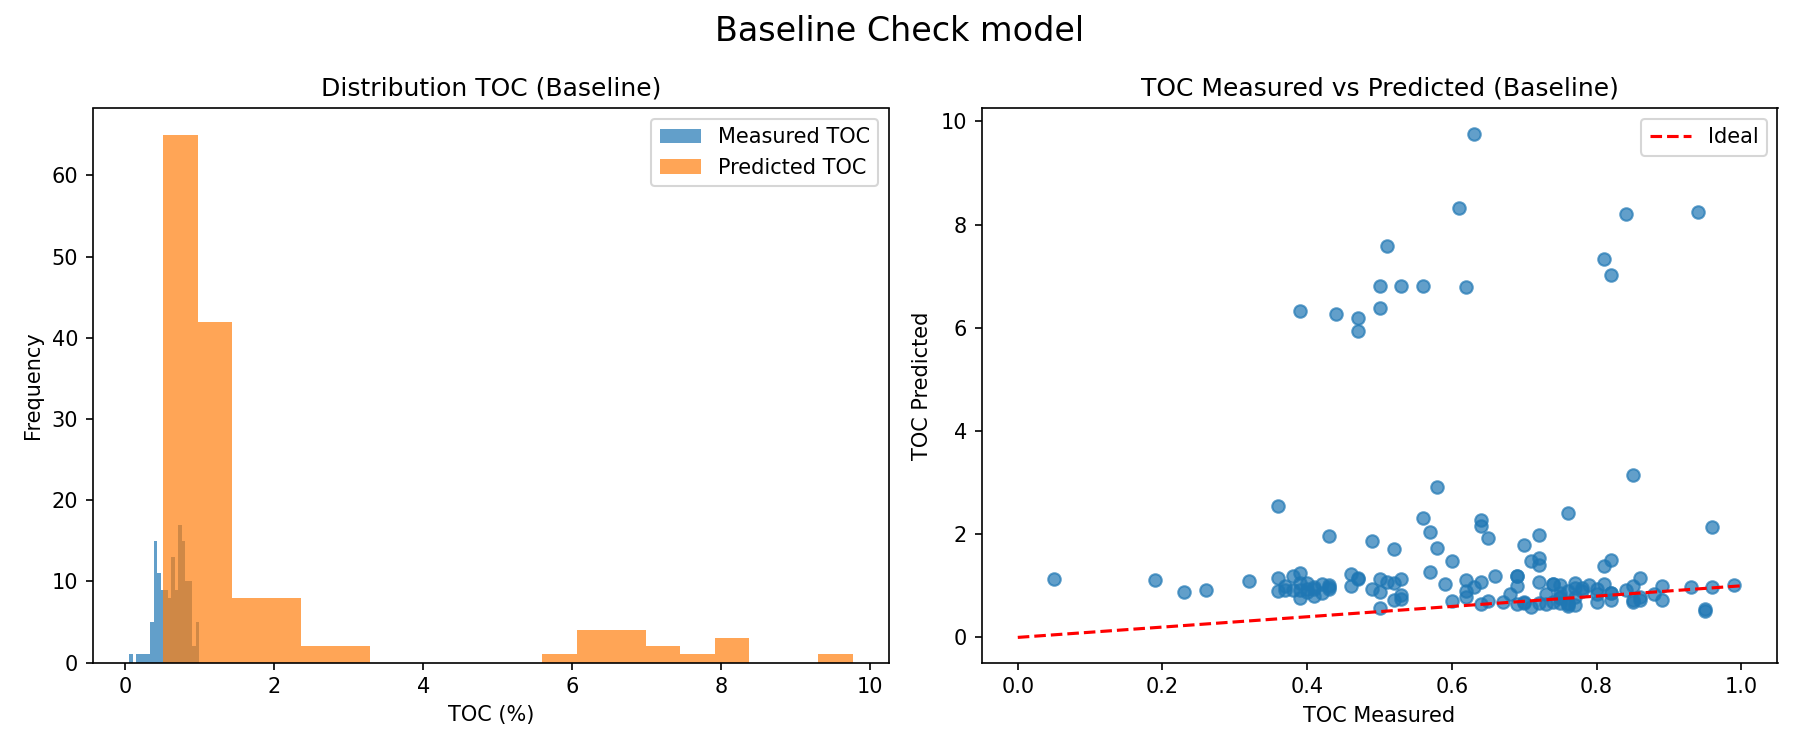 Baseline Check model
Distribution TOC (Baseline)
Measured TOC
Predicted TOC
Frequency
60
50
40
30
20
10
0
0 2 4 6 8 10
TOC (%)
TOC Measured vs Predicted (Baseline)
Ideal
TOC Predicted
10
8
6
4
2
0
0.0 0.2 0.4 0.6 0.8 1.0
TOC Measured